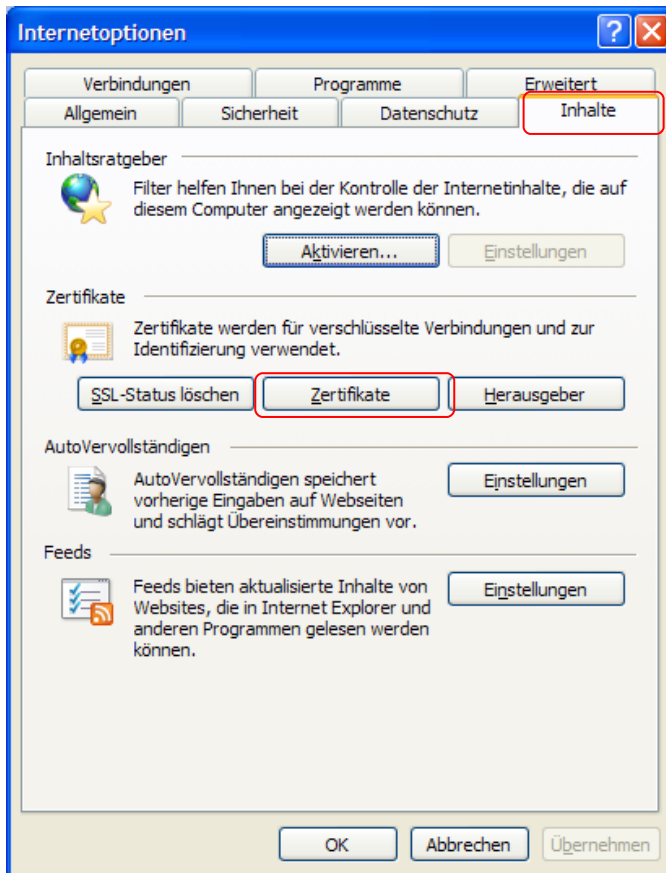 Internetoptionen
Verbindungen Programme Erweitert
Allgemein Sicherheit Datenschutz Inhalte
Inhaltsratgeber
Filter helfen Ihnen bei der Kontrolle der Internetinhalte, die auf
diesem Computer angezeigt werden können.
Aktivieren... Einstellungen
Zertifikate
Zertifikate werden für verschlüsselte Verbindungen und zur
Identifizierung verwendet.
SSL-Status löschen Zertifikate Herausgeber
AutoVervollständigen
AutoVervollständigen speichert
vorherige Eingaben auf Webseiten
und schlägt Übereinstimmungen vor.
Einstellungen
Feeds
Feeds bieten aktualisierte Inhalte von
Websites, die in Internet Explorer und
anderen Programmen gelesen werden
können.
Einstellungen
OK Abbrechen Übernehmen